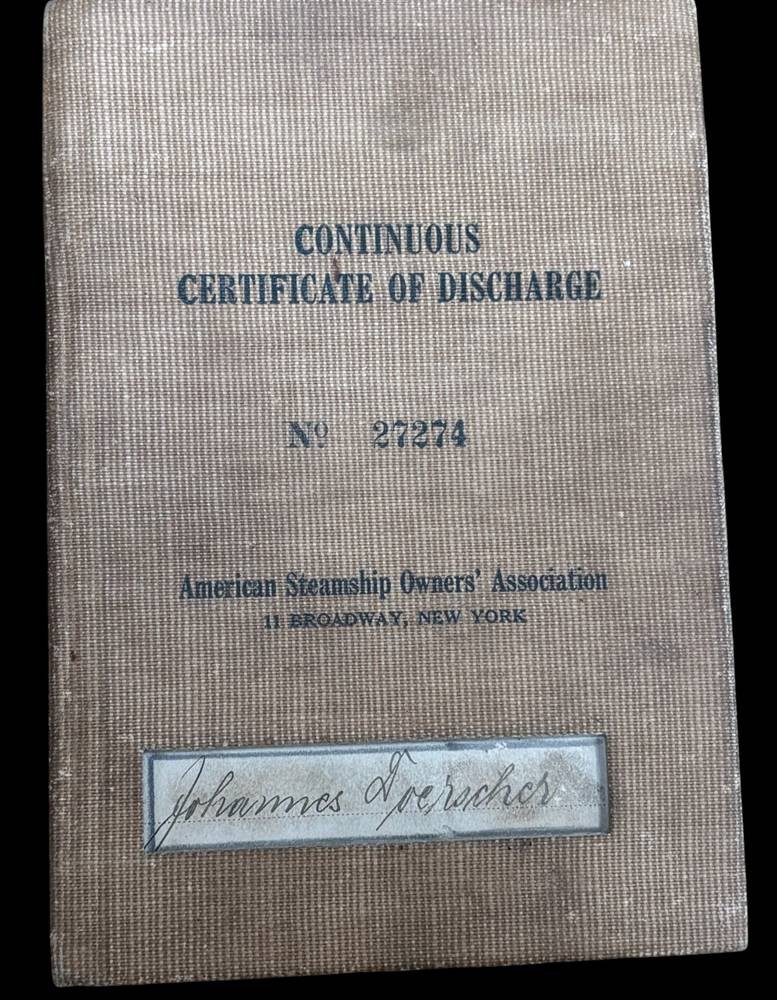 CONTINUOUS
CERTIFICATE OF DISCHARGE
Nº 27274
American Steamship Owners' Association
11 BROADWAY, NEW YORK
Johannes Doerscher